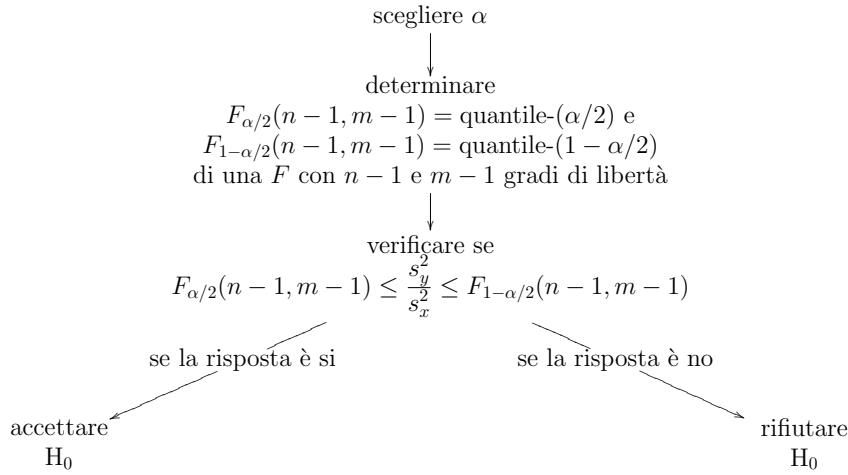 scegliere α
determinare
F_{α/2}(n − 1, m − 1) = quantile-(α/2) e
F_{1−α/2}(n − 1, m − 1) = quantile-(1 − α/2)
di una F con n − 1 e m − 1 gradi di libertà
verificare se
F_{α/2}(n − 1, m − 1) ≤ s_y^2 / s_x^2 ≤ F_{1−α/2}(n − 1, m − 1)
se la risposta è si
se la risposta è no
accettare
H_0
rifiutare
H_0